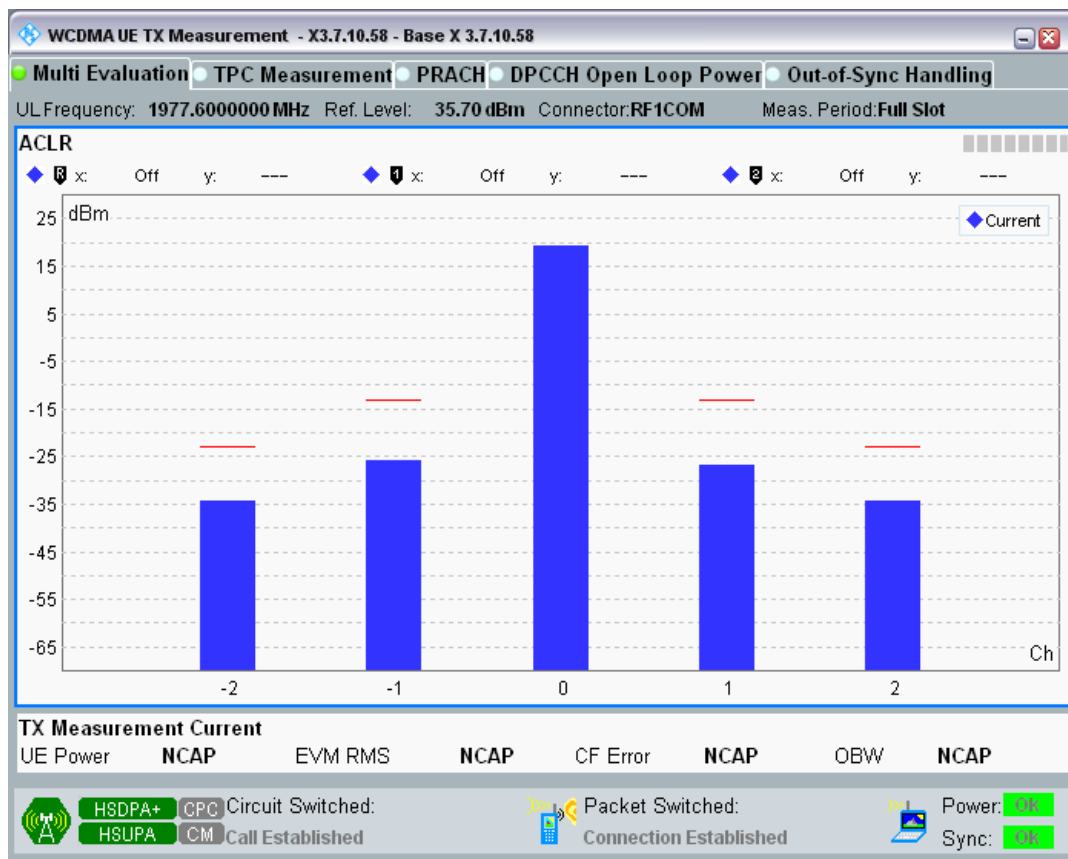 WCDMA UE TX Measurement - X3.7.10.58 - Base X 3.7.10.58
Multi Evaluation TPC Measurement PRACH DPCCH Open Loop Power Out-of-Sync Handling
UL Frequency: 1977.6000000 MHz Ref. Level: 35.70 dBm Connector:RF1COM Meas. Period:Full Slot
ACLR
R x: Off y: --- 1 x: Off y: --- 2 x: Off y: ---
dBm
Current
25
15
5
-5
-15
-25
-35
-45
-55
-65
Ch
-2 -1 0 1 2
TX Measurement Current
UE Power NCAP EVM RMS NCAP CF Error NCAP OBW NCAP
HSDPA+ CPC Circuit Switched: Packet Switched: Power: OK
HSUPA CM Call Established Connection Established Sync: OK